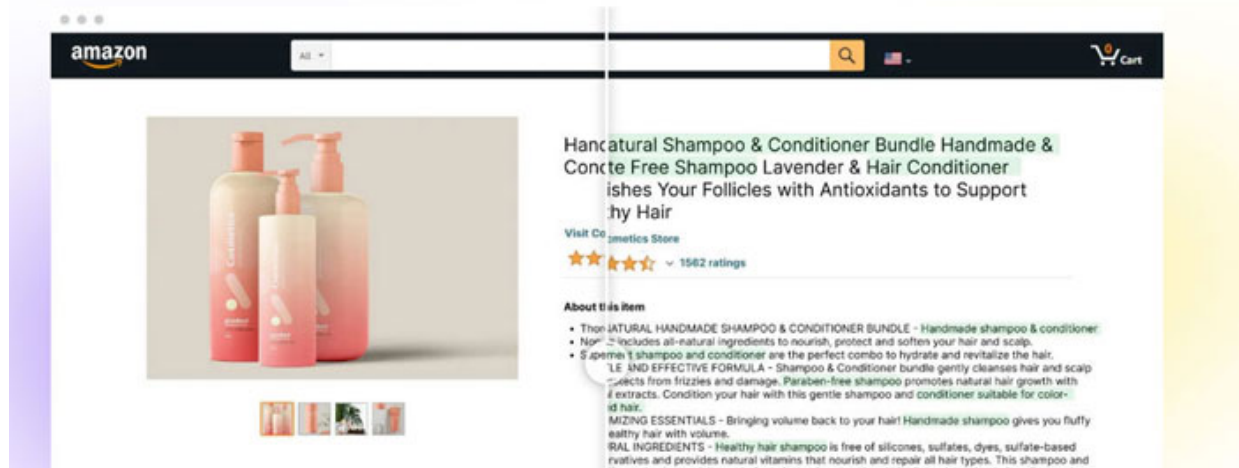 amazon
All
0
Cart
Cosmetics
Handatural Shampoo & Conditioner Bundle Handmade &
Condte Free Shampoo Lavender & Hair Conditioner
ishes Your Follicles with Antioxidants to Support
thy Hair
Visit Cosmetics Store
1562 ratings
About this item
• ThorNATURAL HANDMADE SHAMPOO & CONDITIONER BUNDLE - Handmade shampoo & conditioner
includes all-natural ingredients to nourish, protect and soften your hair and scalp.
shampoo and conditioner are the perfect combo to hydrate and revitalize the hair.
LE AND EFFECTIVE FORMULA - Shampoo & Conditioner bundle gently cleanses hair and scalp
from frizzies and damage. Paraben-free shampoo promotes natural hair growth with
extracts. Condition your hair with this gentle shampoo and conditioner suitable for color-
hair.
MIZING ESSENTIALS - Bringing volume back to your hair! Handmade shampoo gives you fluffy
ealthy hair with volume.
RAL INGREDIENTS - Healthy hair shampoo is free of silicones, sulfates, dyes, sulfate-based
rvatives and provides natural vitamins that nourish and repair all hair types. This shampoo and